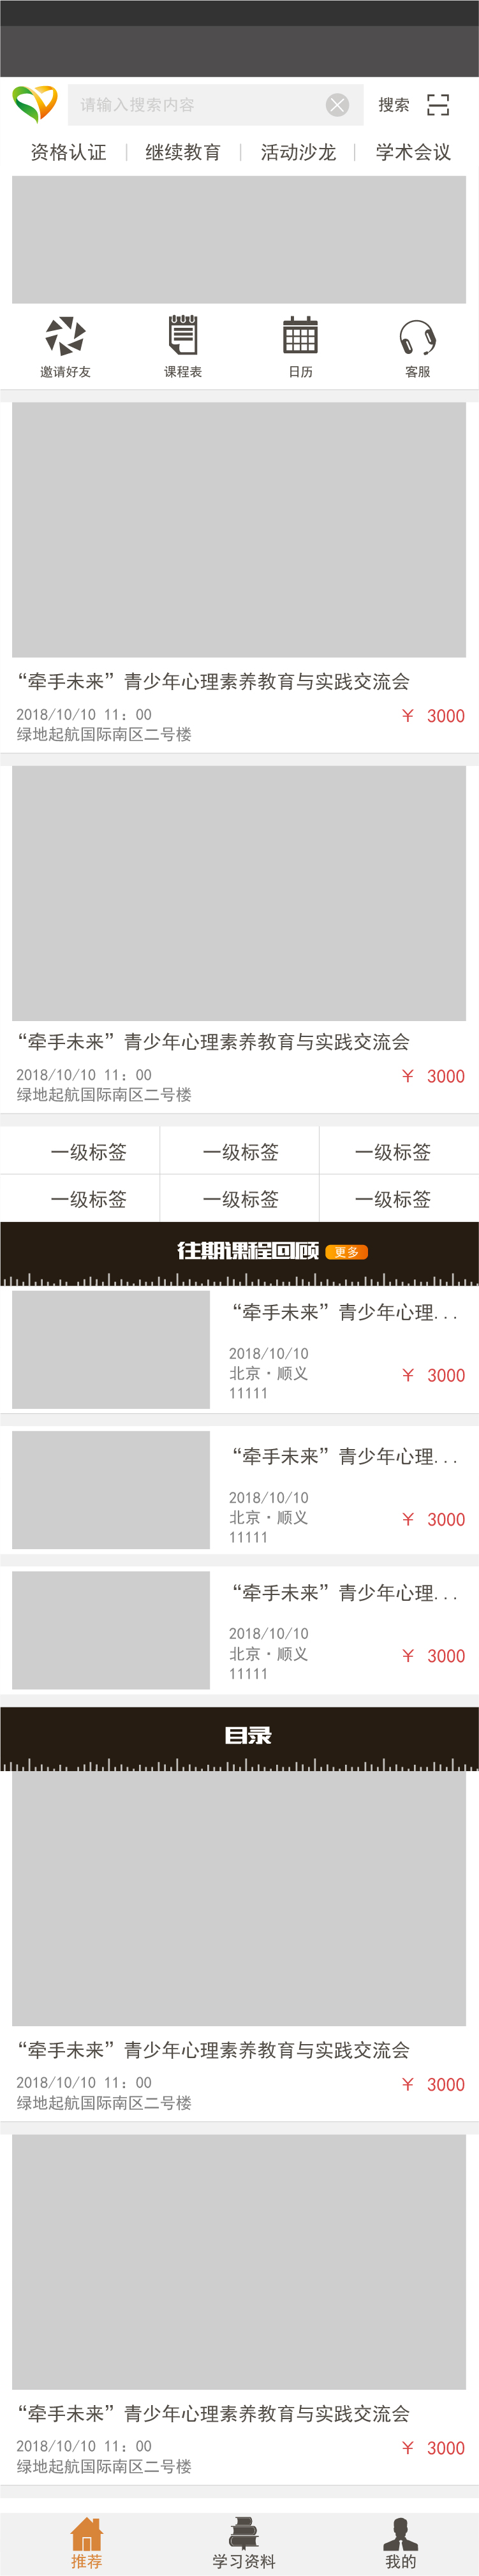 请输入搜索内容 搜索
资格认证 继续教育 活动沙龙 学术会议
邀请好友 课程表 日历 客服
“牵手未来”青少年心理素养教育与实践交流会
2018/10/10 11：00
¥ 3000
绿地起航国际南区二号楼
“牵手未来”青少年心理素养教育与实践交流会
2018/10/10 11：00
¥ 3000
绿地起航国际南区二号楼
一级标签 一级标签 一级标签
一级标签 一级标签 一级标签
往期课程回顾 更多
“牵手未来”青少年心理...
2018/10/10
北京·顺义
¥ 3000
11111
“牵手未来”青少年心理...
2018/10/10
北京·顺义
¥ 3000
11111
“牵手未来”青少年心理...
2018/10/10
北京·顺义
¥ 3000
11111
目录
“牵手未来”青少年心理素养教育与实践交流会
2018/10/10 11：00
¥ 3000
绿地起航国际南区二号楼
“牵手未来”青少年心理素养教育与实践交流会
2018/10/10 11：00
¥ 3000
绿地起航国际南区二号楼
推荐 学习资料 我的